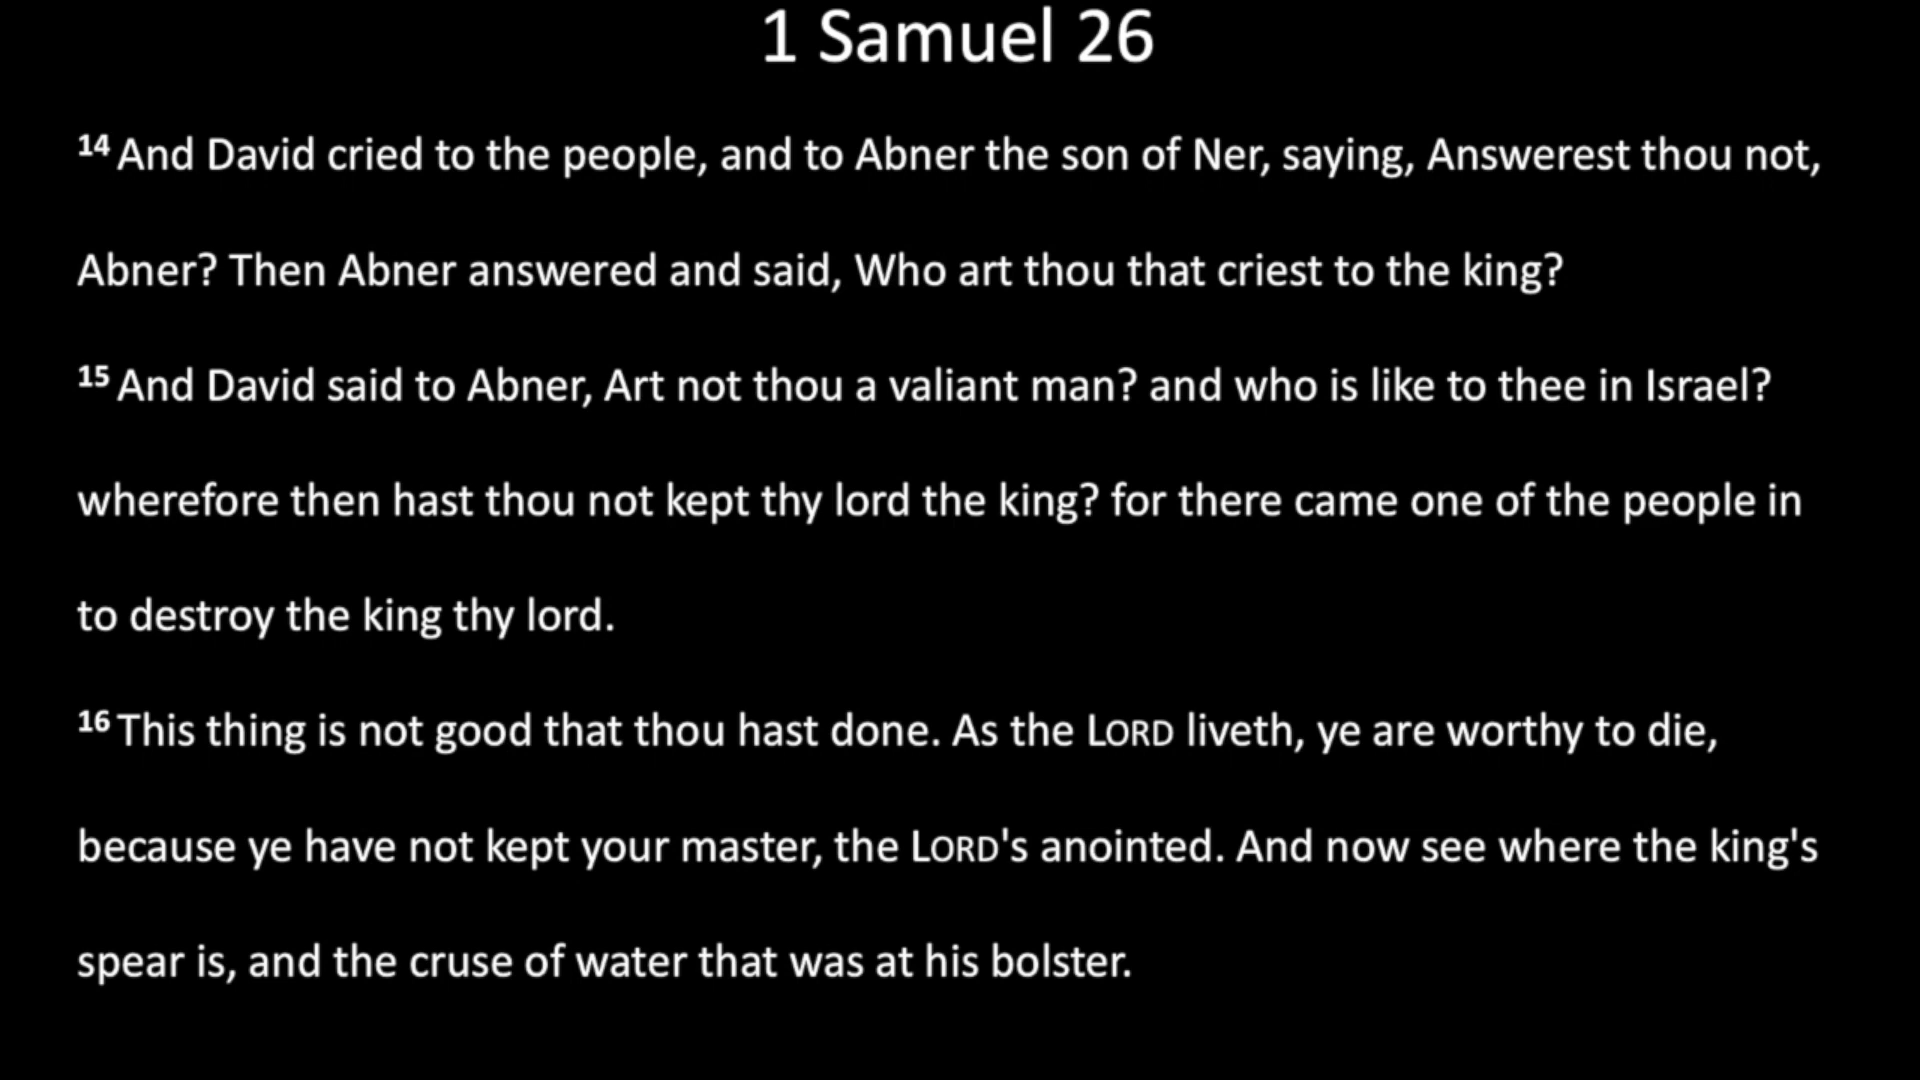 1 Samuel 26
14 And David cried to the people, and to Abner the son of Ner, saying, Answerest thou not,
Abner? Then Abner answered and said, Who art thou that criest to the king?
15 And David said to Abner, Art not thou a valiant man? and who is like to thee in Israel?
wherefore then hast thou not kept thy lord the king? for there came one of the people in
to destroy the king thy lord.
16 This thing is not good that thou hast done. As the LORD liveth, ye are worthy to die,
because ye have not kept your master, the LORD's anointed. And now see where the king's
spear is, and the cruse of water that was at his bolster.